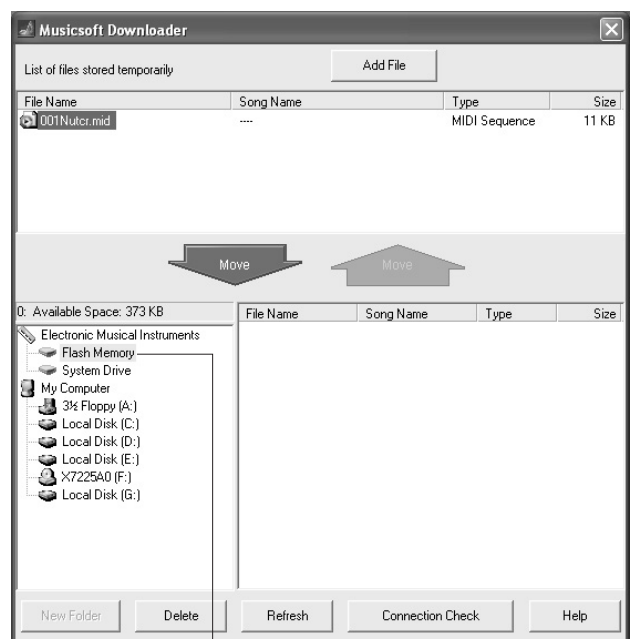 Musicsoft Downloader
List of files stored temporarily
Add File
File Name Song Name Type Size
001Nutcr.mid ---- MIDI Sequence 11 KB
Move Move
0: Available Space: 373 KB
File Name Song Name Type Size
Electronic Musical Instruments
Flash Memory
System Drive
My Computer
3½ Floppy (A:)
Local Disk (C:)
Local Disk (D:)
Local Disk (E:)
X7225A0 (F:)
Local Disk (G:)
New Folder Delete Refresh Connection Check Help